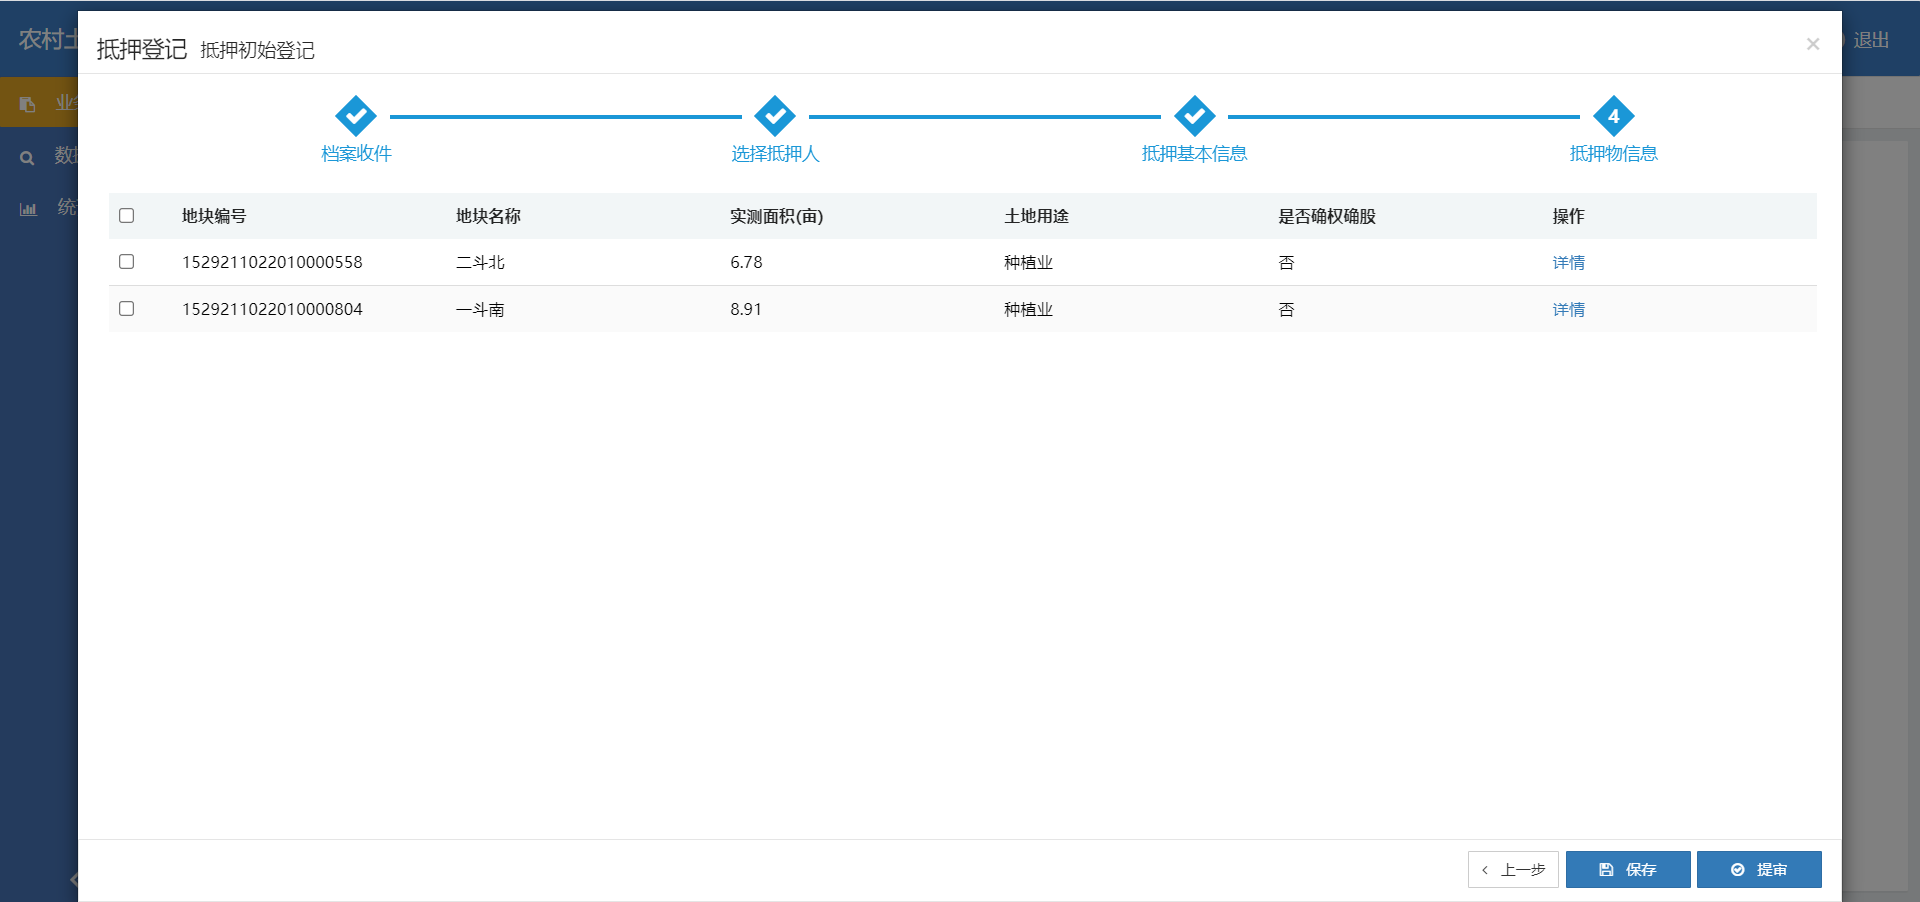 农村土
退出
业务
数据
统
抵押登记 抵押初始登记
×
4
档案收件 选择抵押人 抵押基本信息 抵押物信息
地块编号 地块名称 实测面积(亩) 土地用途 是否确权确股 操作
1529211022010000558 二斗北 6.78 种植业 否 详情
1529211022010000804 一斗南 8.91 种植业 否 详情
上一步 保存 提审